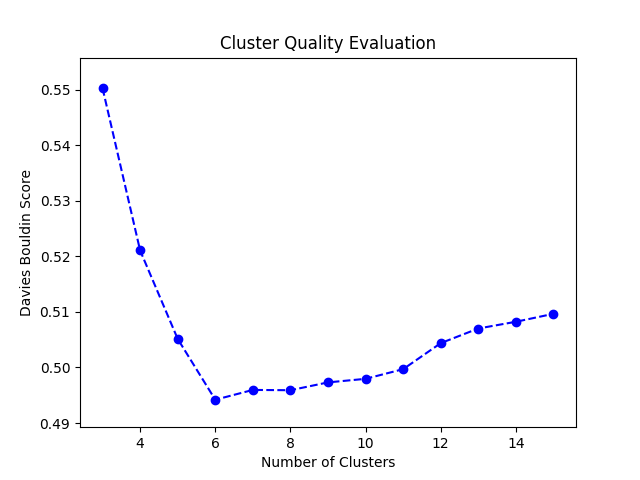 Cluster Quality Evaluation
Davies Bouldin Score
0.55
0.54
0.53
0.52
0.51
0.50
0.49
4 6 8 10 12 14
Number of Clusters